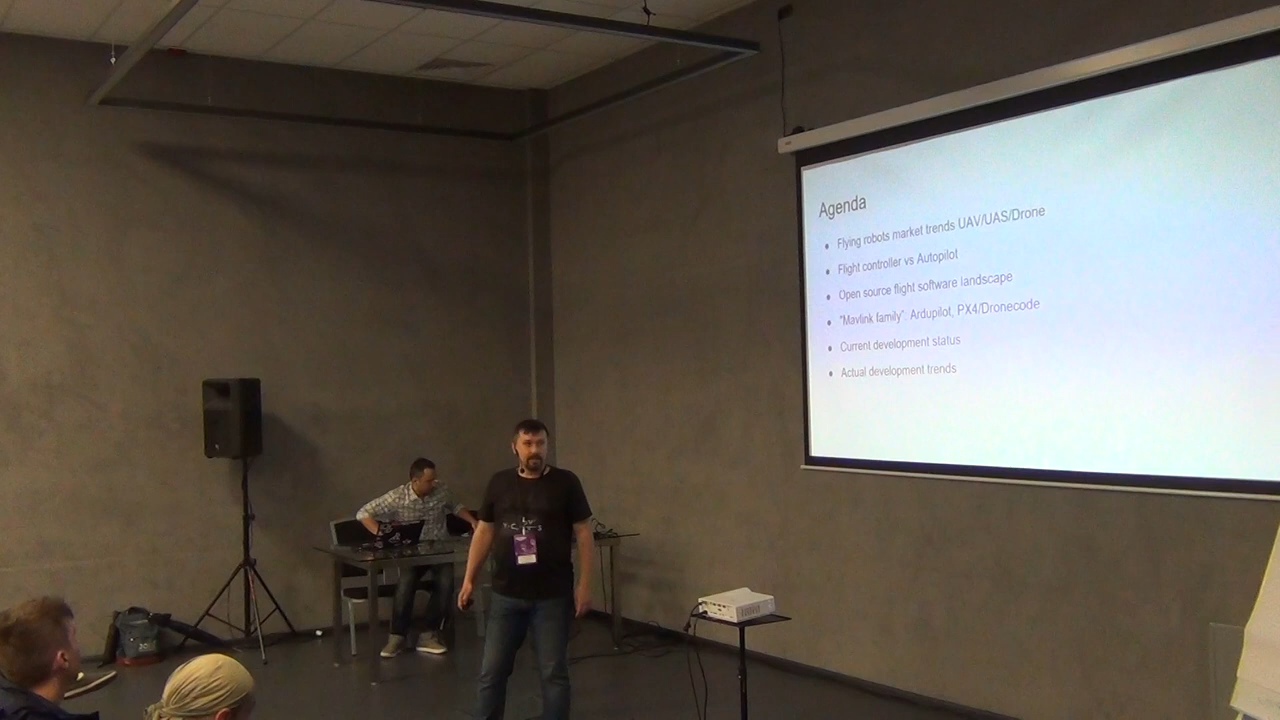 Agenda
● Flying robots market trends UAV/UAS/Drone
● Flight controller vs Autopilot
● Open source flight software landscape
● "Mavlink family": Ardupilot, PX4/Dronecode
● Current development status
● Actual development trends